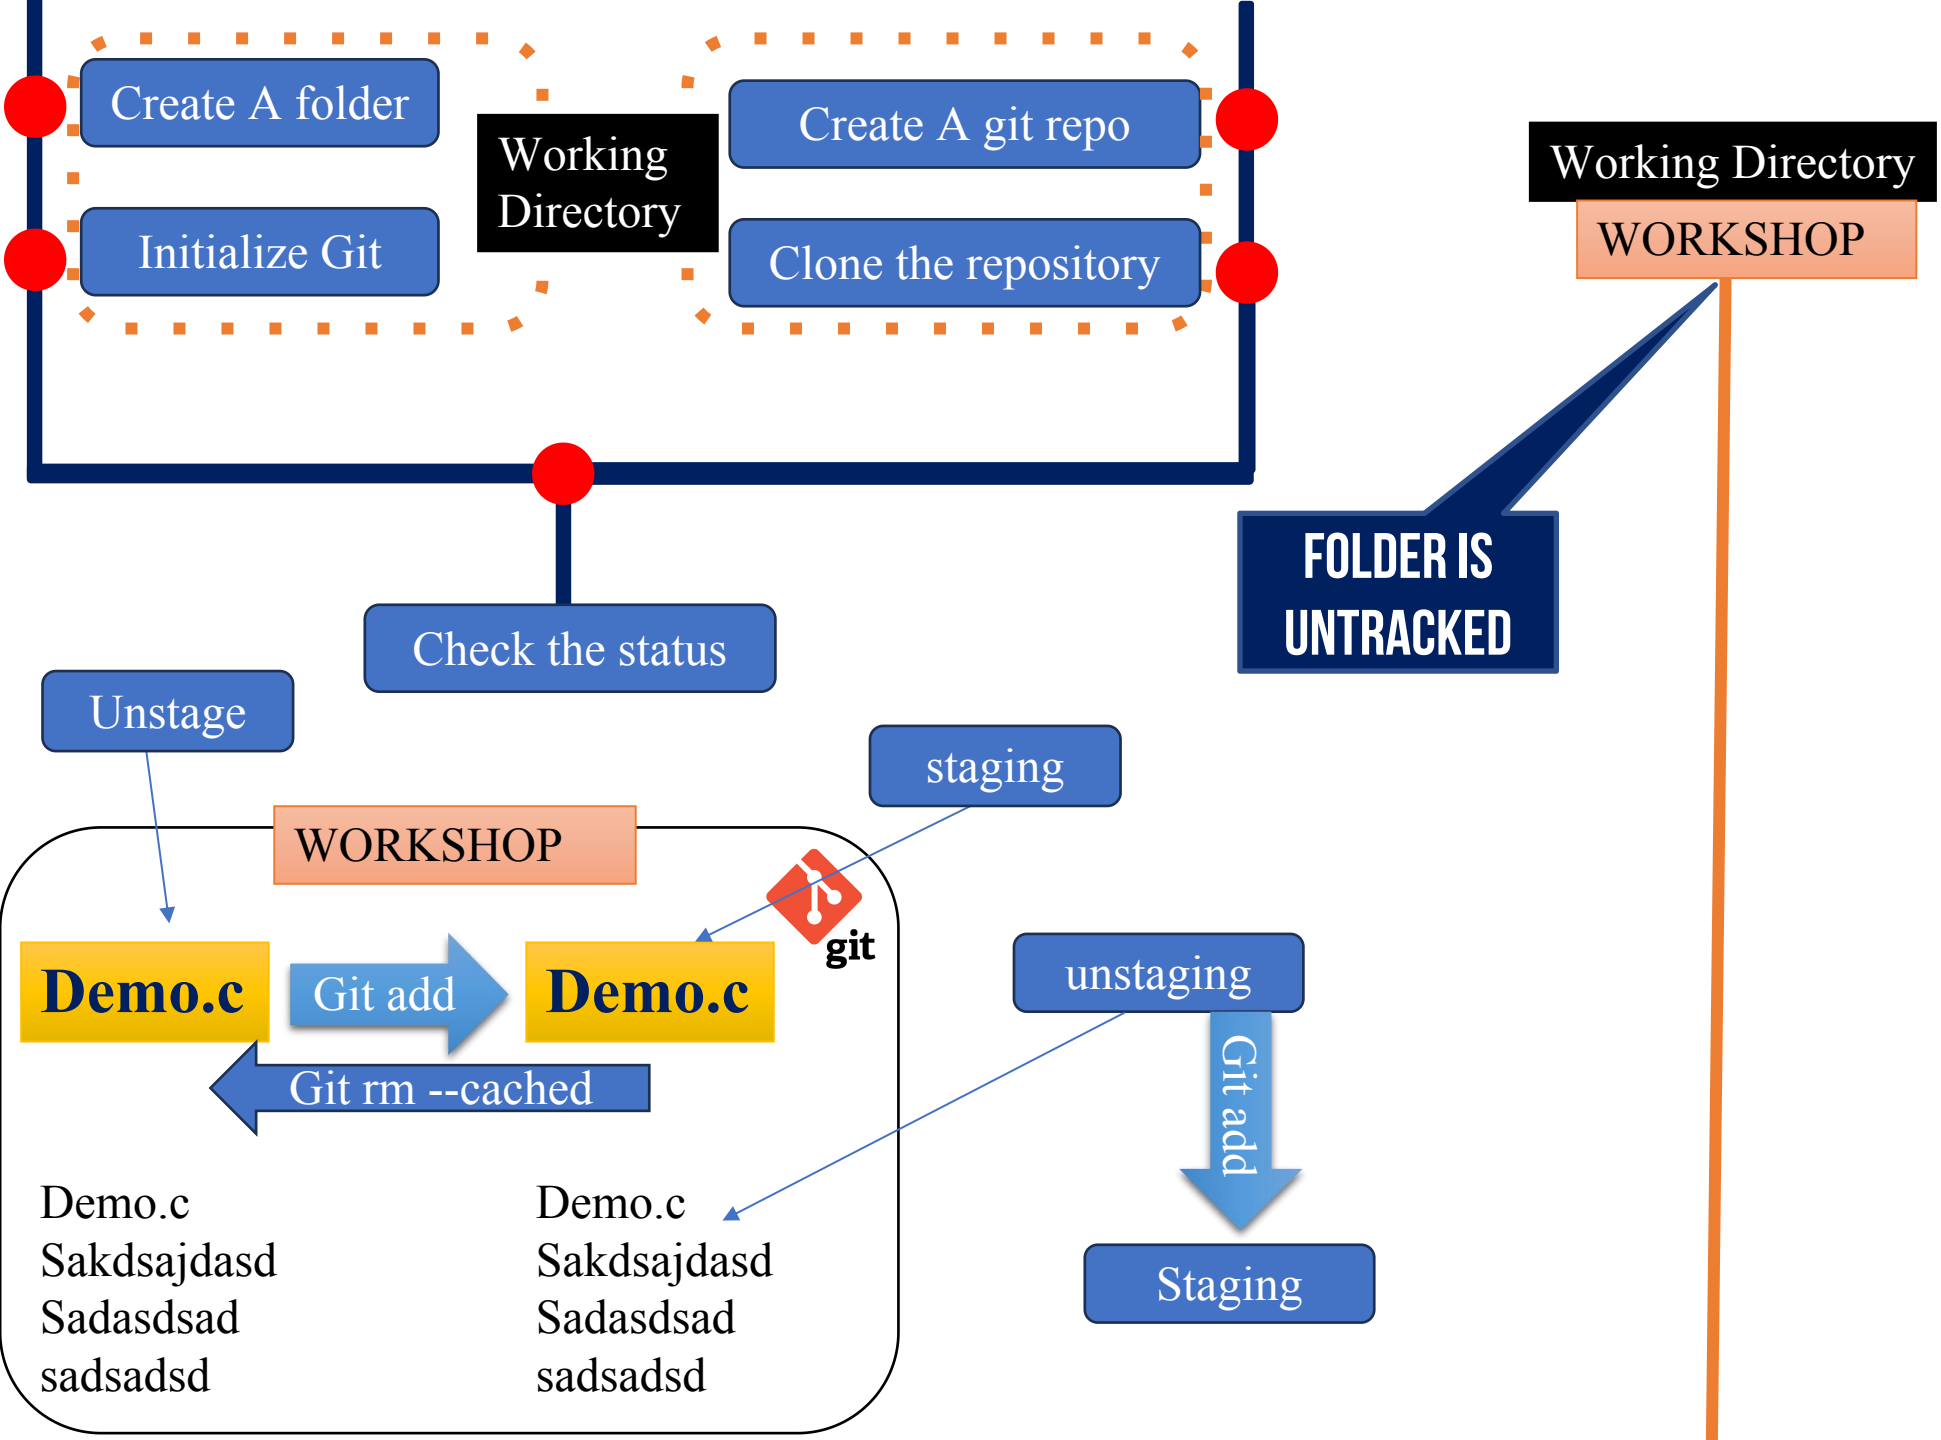 Create A folder
Initialize Git
Working
Directory
Create A git repo
Clone the repository
Working Directory
WORKSHOP
FOLDER IS
UNTRACKED
Check the status
Unstage
staging
WORKSHOP
git
Demo.c
Git add
Demo.c
Git rm --cached
Demo.c
Sakdsajdasd
Sadasdsad
sadsadsd
Demo.c
Sakdsajdasd
Sadasdsad
sadsadsd
unstaging
Git add
Staging